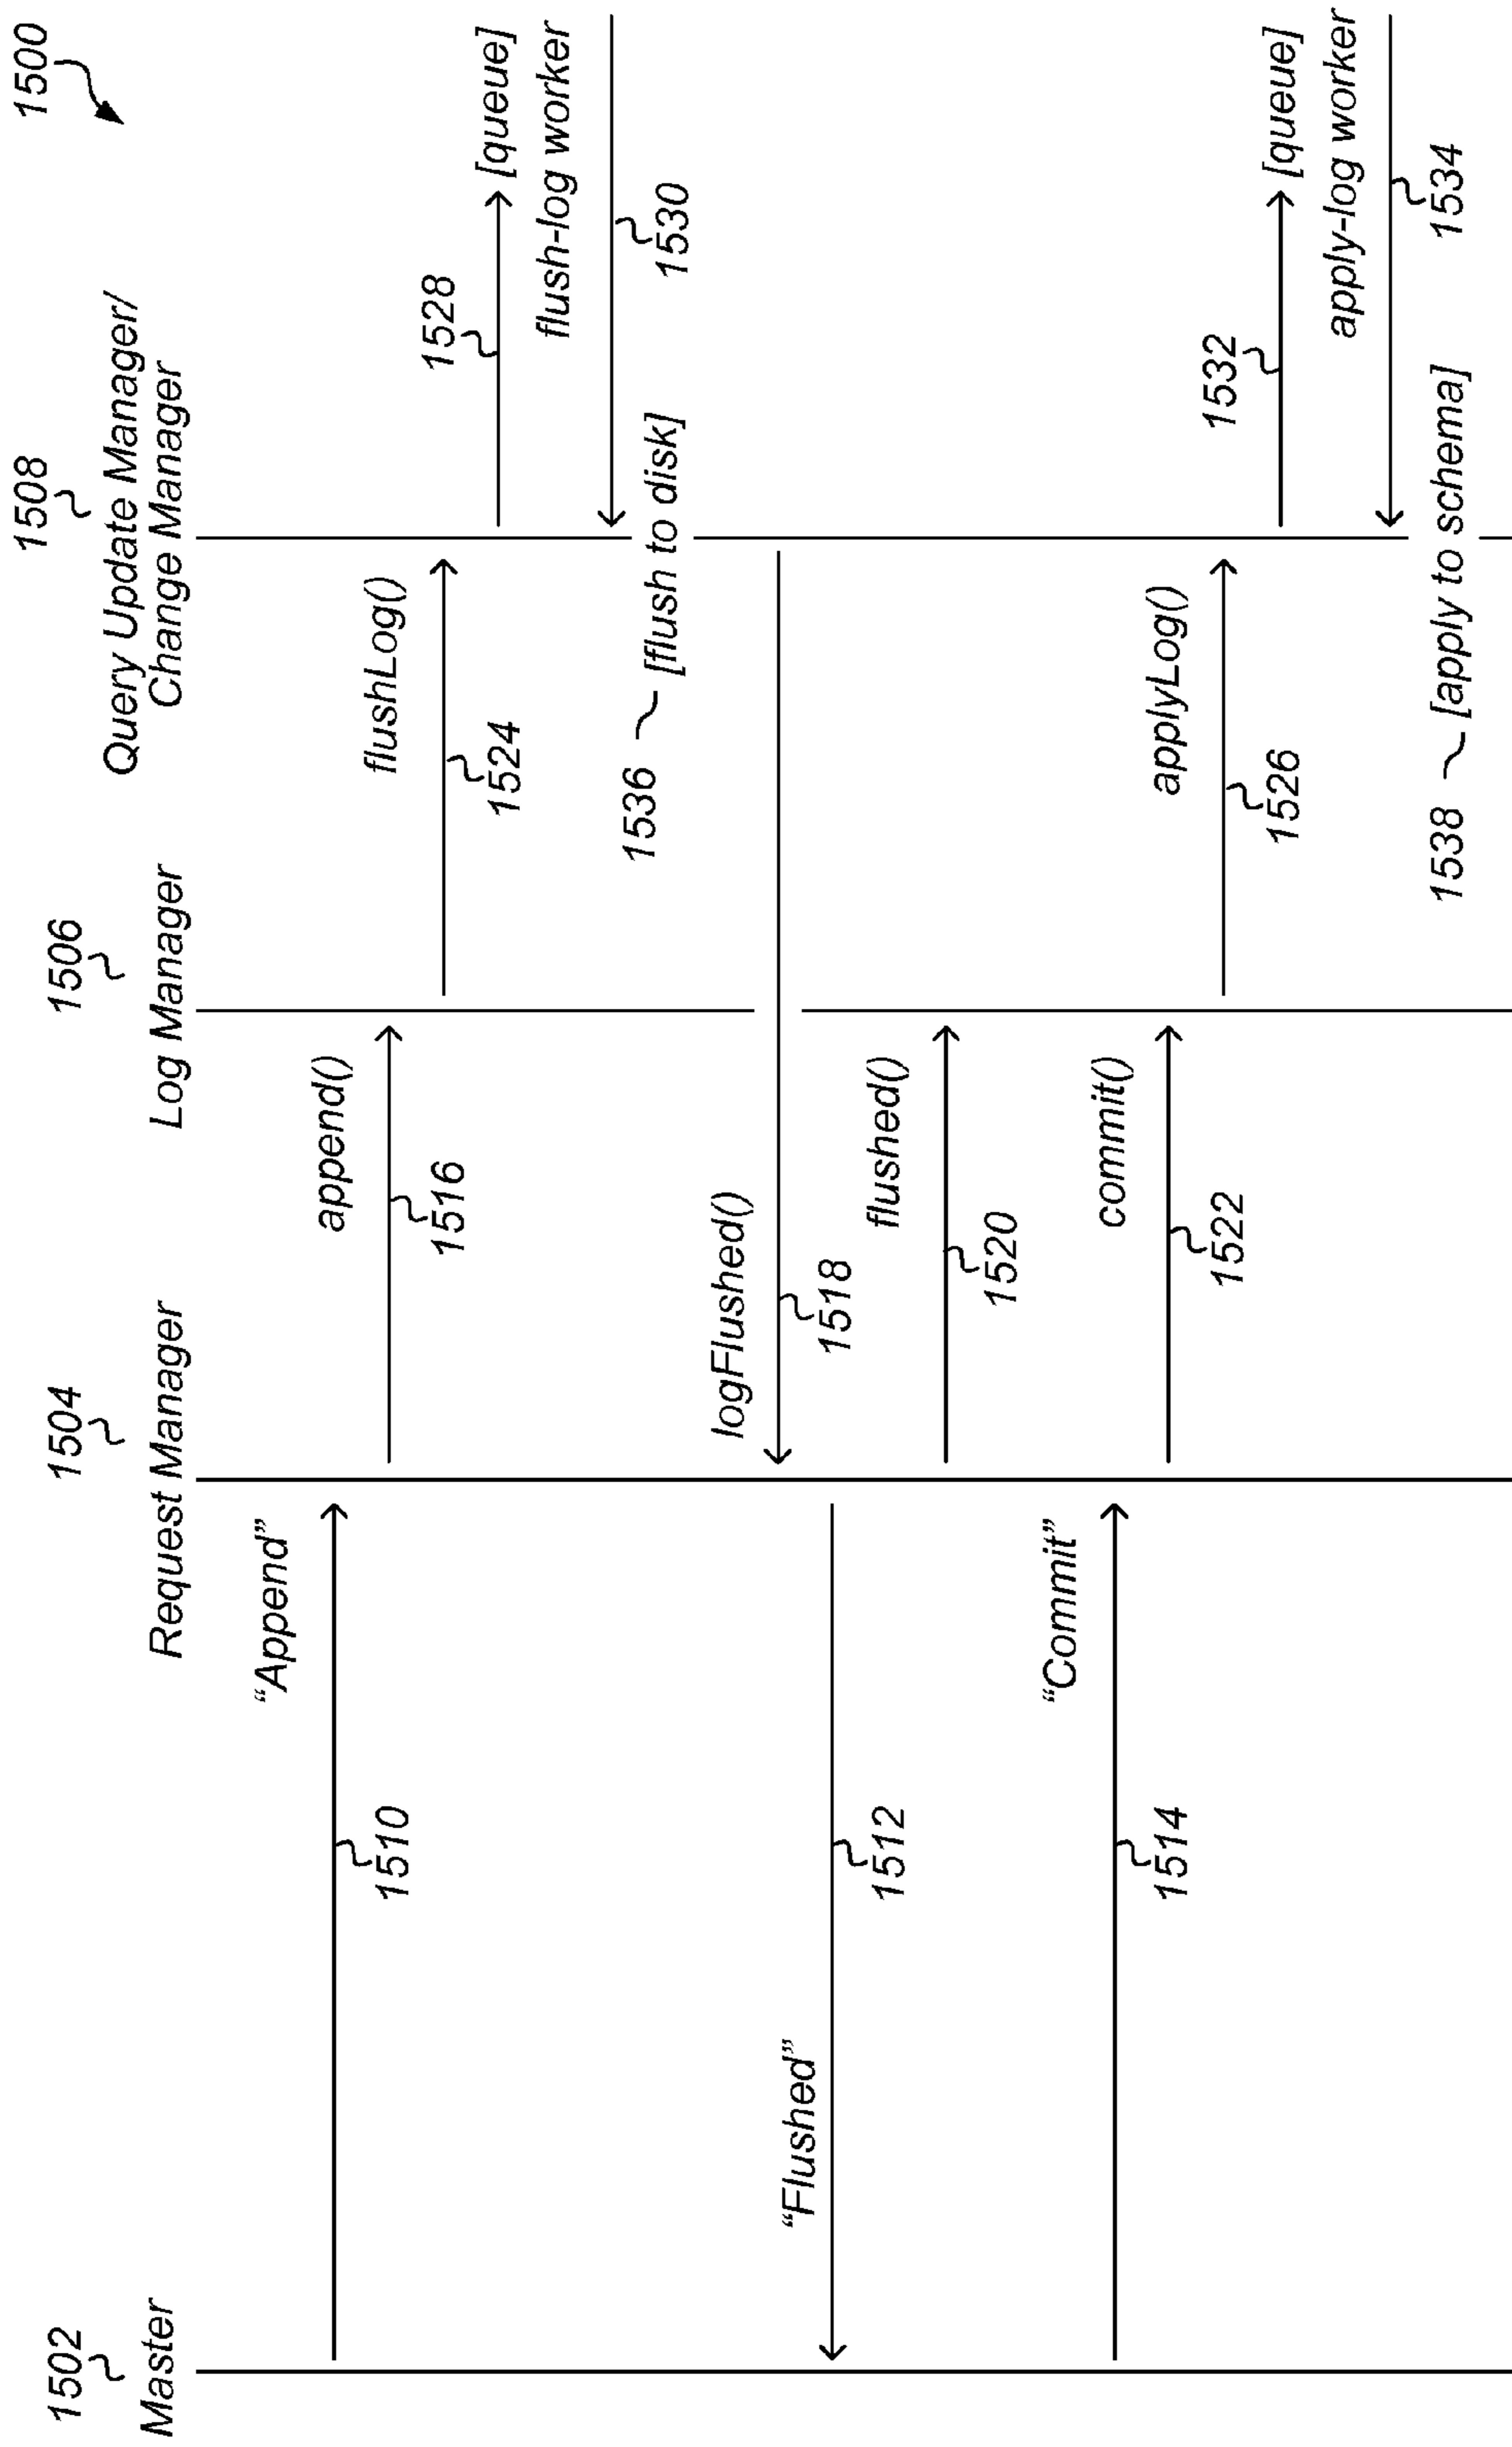 1500
1502
Master
1504
Request Manager
1506
Log Manager
1508
Query Update Manager/
Change Manager
“Append”
1510
append()
1516
flushLog()
1524
1528
[queue]
flush-log worker
1530
1536
[flush to disk]
logFlushed()
1518
“Flushed”
1512
flushed()
1520
“Commit”
1514
commit()
1522
applyLog()
1526
1532
[queue]
apply-log worker
1534
1538
[apply to schema]